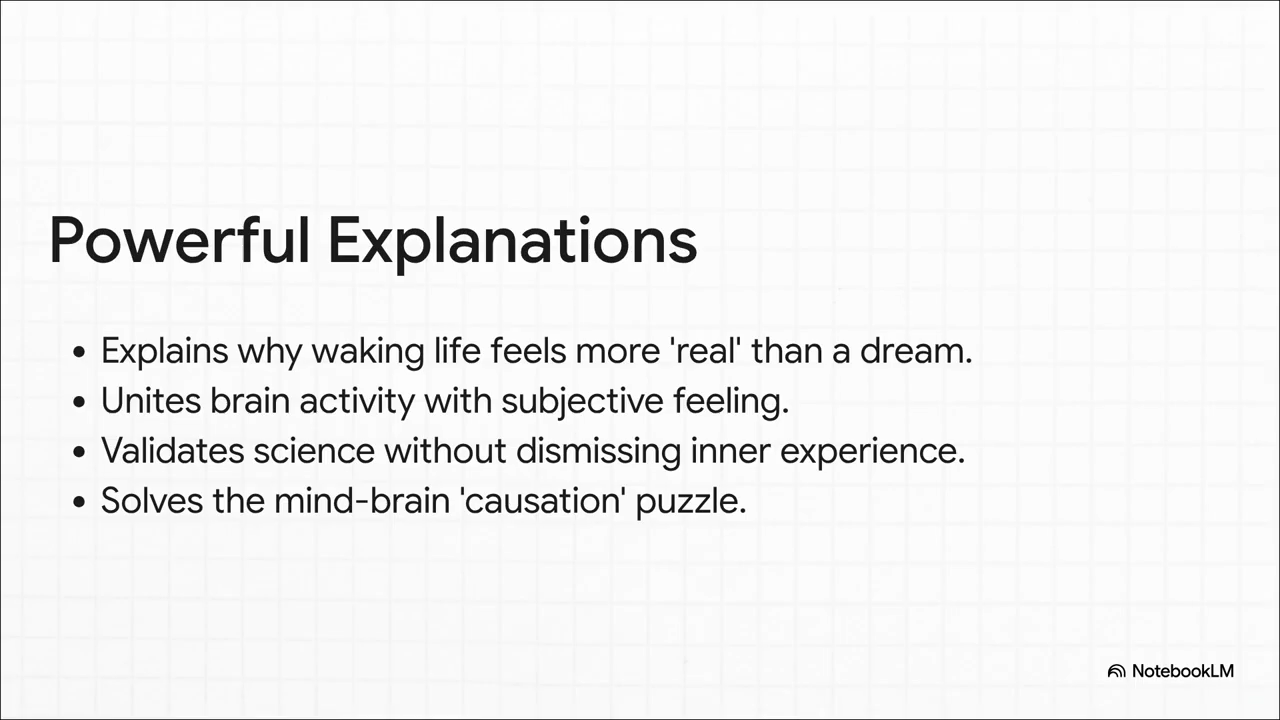 Powerful Explanations
• Explains why waking life feels more 'real' than a dream.
• Unites brain activity with subjective feeling.
• Validates science without dismissing inner experience.
• Solves the mind-brain 'causation' puzzle.
NotebookLM